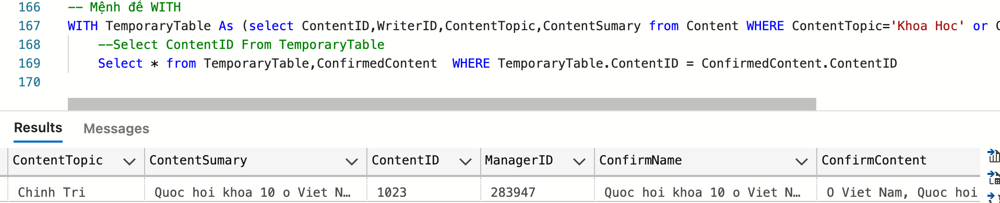 166 -- Mệnh đề WITH
167 WITH TemporaryTable As (select ContentID,WriterID,ContentTopic,ContentSumary from Content WHERE ContentTopic='Khoa Hoc' or
168 --Select ContentID From TemporaryTable
169 Select * from TemporaryTable,ConfirmedContent WHERE TemporaryTable.ContentID = ConfirmedContent.ContentID
170
Results Messages
ContentTopic ContentSumary ContentID ManagerID ConfirmName ConfirmContent
Chinh Tri Quoc hoi khoa 10 o Viet N… 1023 283947 Quoc hoi khoa 10 o Viet N… O Viet Nam, Quoc hoi